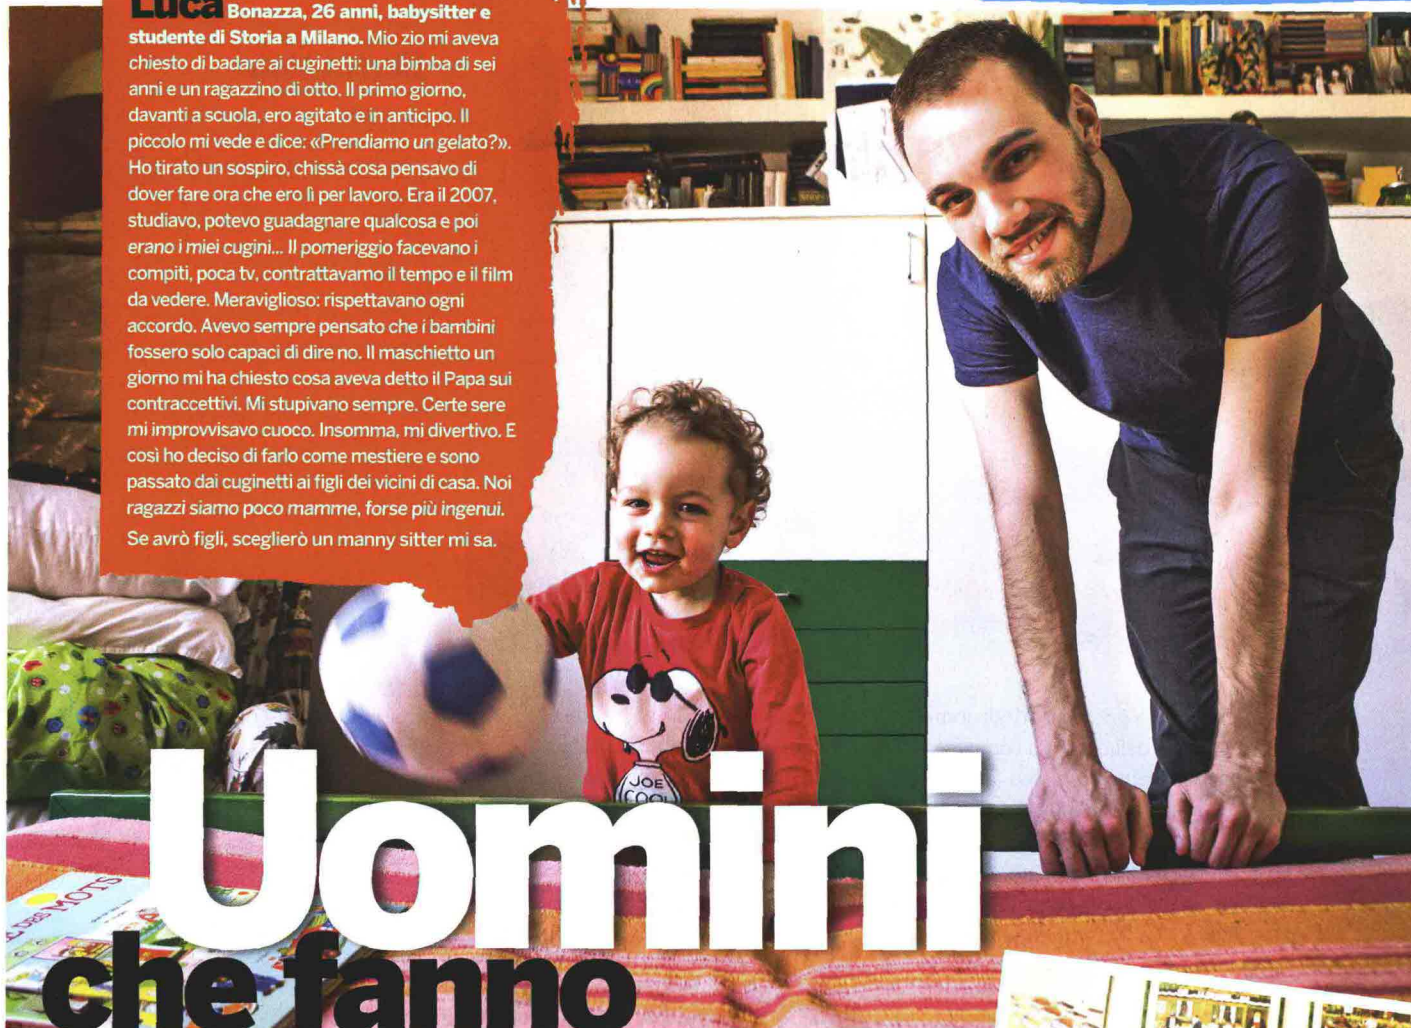 Luca Bonazza, 26 anni, babysitter e
studente di Storia a Milano. Mio zio mi aveva
chiesto di badare ai cuginetti: una bimba di sei
anni e un ragazzino di otto. Il primo giorno,
davanti a scuola, ero agitato e in anticipo. Il
piccolo mi vede e dice: «Prendiamo un gelato?».
Ho tirato un sospiro, chissà cosa pensavo di
dover fare ora che ero lì per lavoro. Era il 2007,
studiavo, potevo guadagnare qualcosa e poi
erano i miei cugini... Il pomeriggio facevano i
compiti, poca tv, contrattavamo il tempo e il film
da vedere. Meraviglioso: rispettavano ogni
accordo. Avevo sempre pensato che i bambini
fossero solo capaci di dire no. Il maschietto un
giorno mi ha chiesto cosa aveva detto il Papa sui
contraccettivi. Mi stupivano sempre. Certe sere
mi improvvisavo cuoco. Insomma, mi divertivo. E
così ho deciso di farlo come mestiere e sono
passato dai cuginetti ai figli dei vicini di casa. Noi
ragazzi siamo poco mamme, forse più ingenui.
Se avrò figli, sceglierò un manny sitter mi sa.
JOE
COOL
Uomini
DES MOTS
che fanno